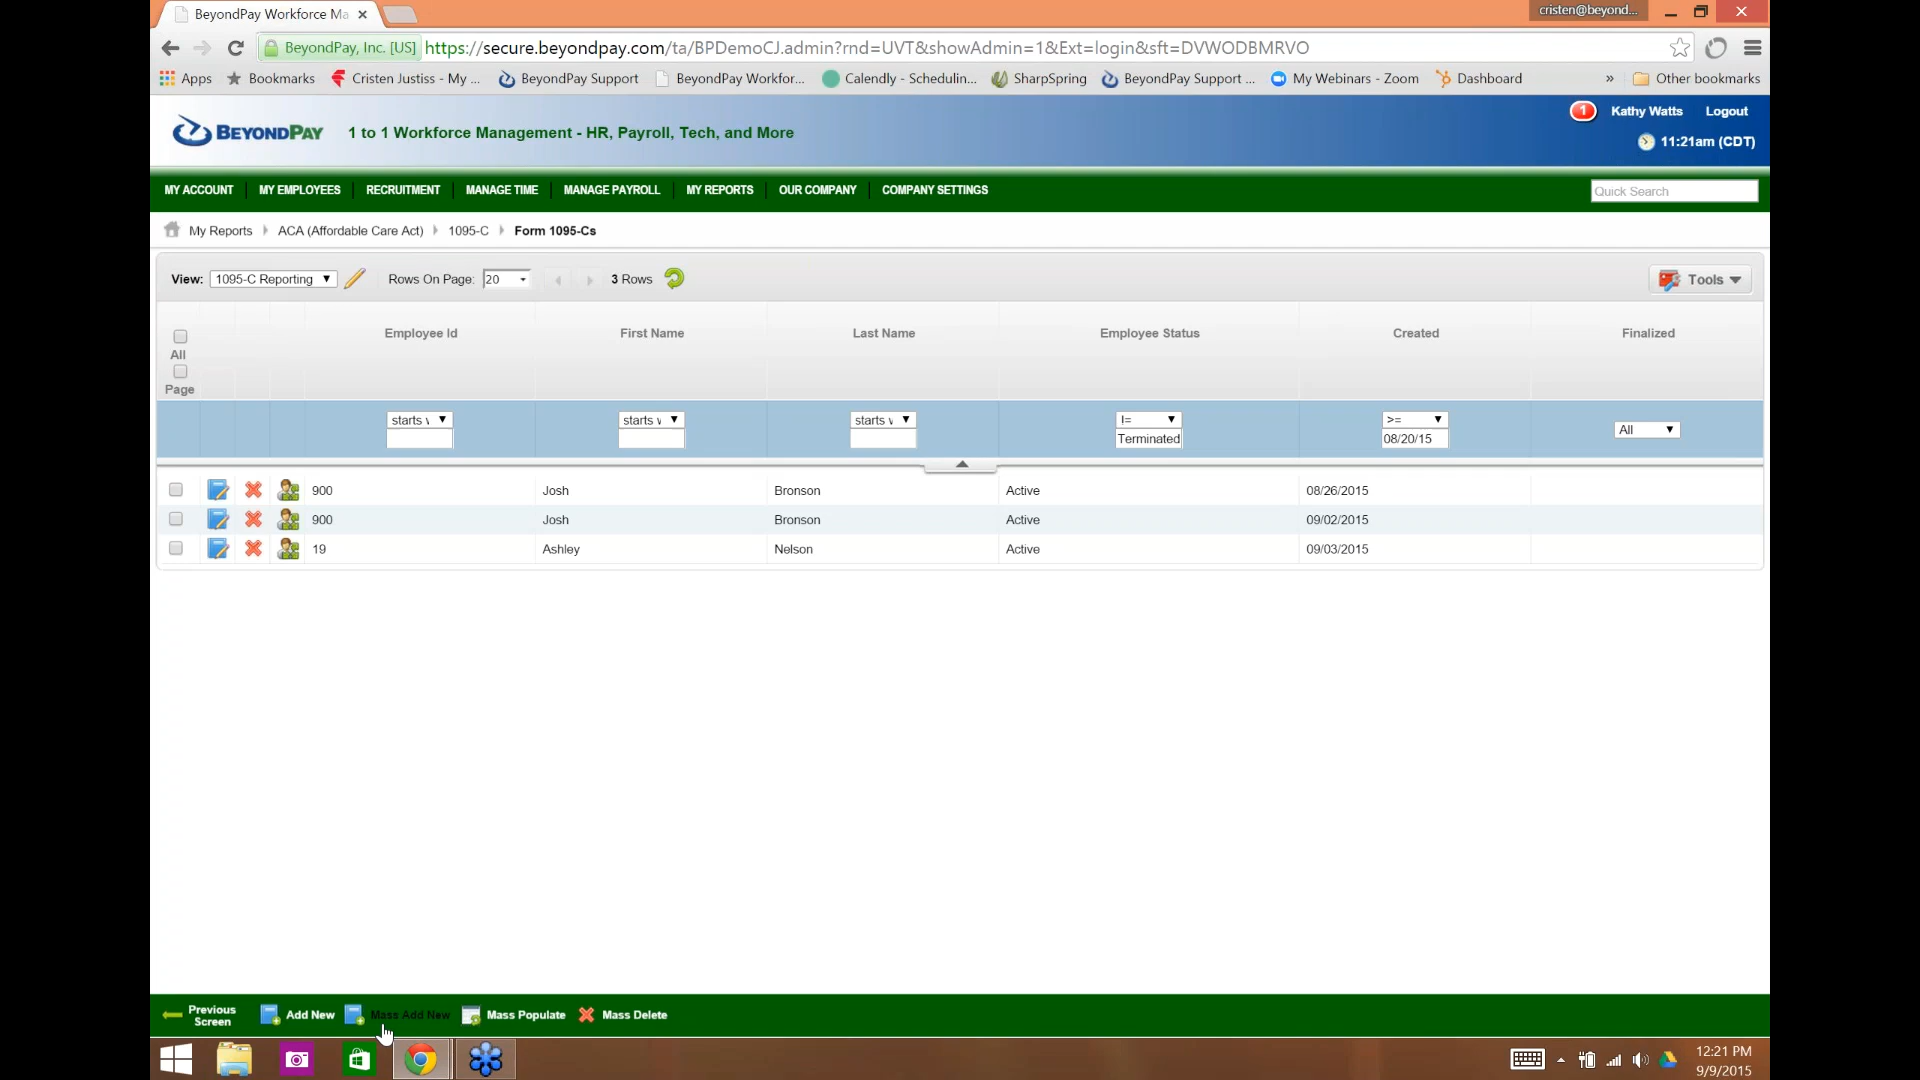 BeyondPay Workforce Ma
cristen@beyond...
BeyondPay, Inc. [US] https://secure.beyondpay.com/ta/BPDemoCJ.admin?rnd=UVT&showAdmin=1&Ext=login&sft=DVWODBMRVO
Apps Bookmarks Cristen Justiss - My ... BeyondPay Support BeyondPay Workfor... Calendly - Schedulin... SharpSpring BeyondPay Support ... My Webinars - Zoom Dashboard » Other bookmarks
BEYONDPAY 1 to 1 Workforce Management - HR, Payroll, Tech, and More
1 Kathy Watts Logout
11:21am (CDT)
MY ACCOUNT MY EMPLOYEES RECRUITMENT MANAGE TIME MANAGE PAYROLL MY REPORTS OUR COMPANY COMPANY SETTINGS Quick Search
My Reports ACA (Affordable Care Act) 1095-C Form 1095-Cs
View: 1095-C Reporting Rows On Page: 20 3 Rows Tools
Employee Id First Name Last Name Employee Status Created Finalized
All
Page
starts starts starts != >= All
Terminated 08/20/15
900 Josh Bronson Active 08/26/2015
900 Josh Bronson Active 09/02/2015
19 Ashley Nelson Active 09/03/2015
Previous Screen Add New Mass Add New Mass Populate Mass Delete
12:21 PM
9/9/2015